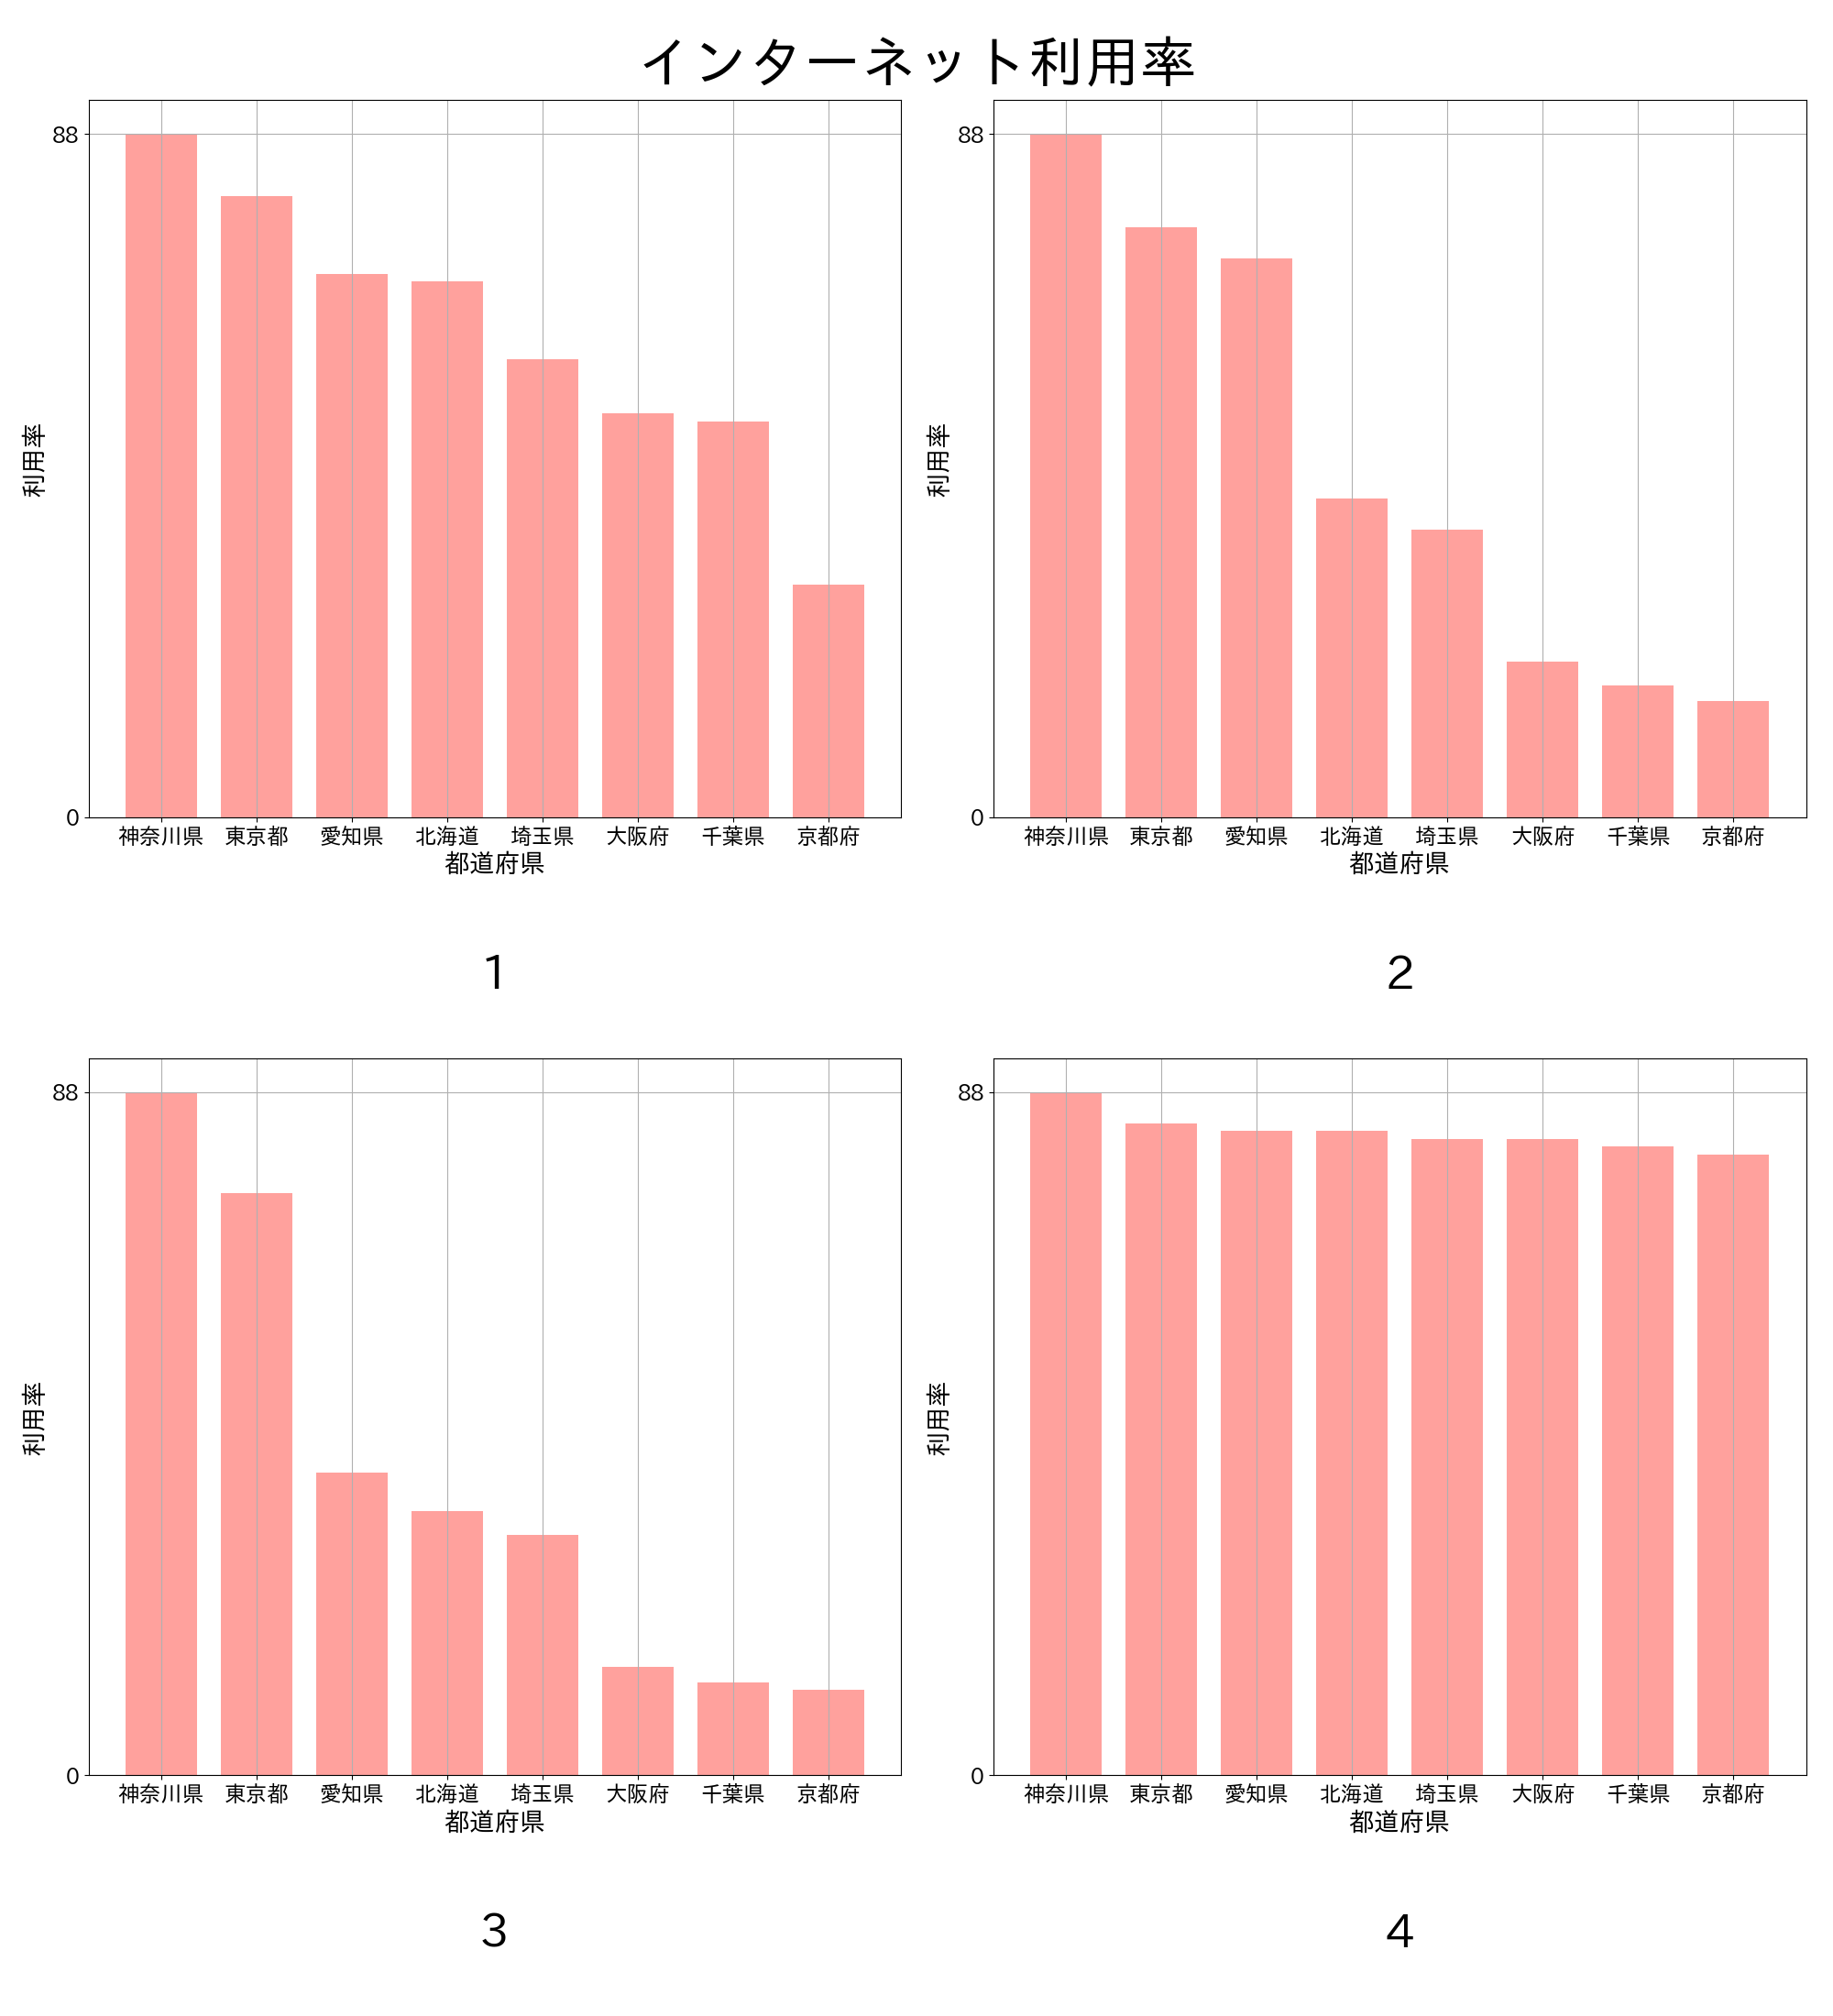 インターネット利用率
88
0
利用率
神奈川県 東京都 愛知県 北海道 埼玉県 大阪府 千葉県 京都府
都道府県
1
88
0
利用率
神奈川県 東京都 愛知県 北海道 埼玉県 大阪府 千葉県 京都府
都道府県
2
88
0
利用率
神奈川県 東京都 愛知県 北海道 埼玉県 大阪府 千葉県 京都府
都道府県
3
88
0
利用率
神奈川県 東京都 愛知県 北海道 埼玉県 大阪府 千葉県 京都府
都道府県
4